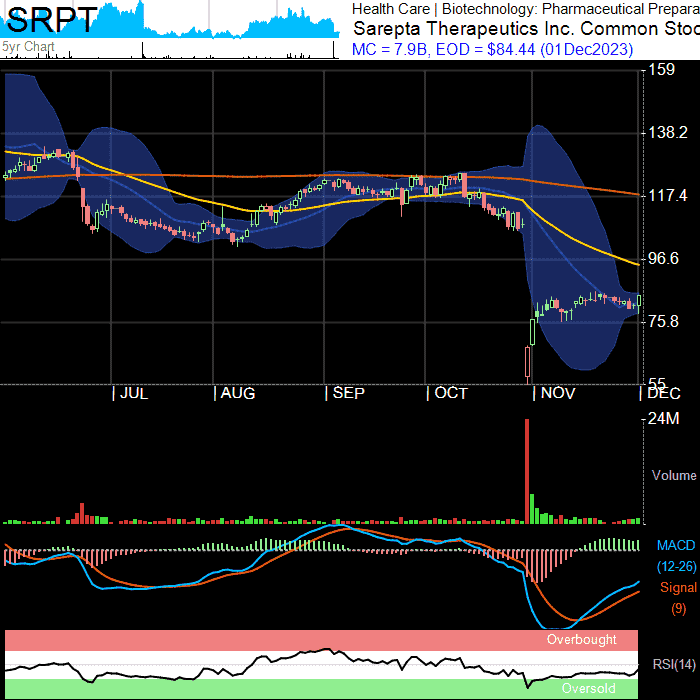 SRPT
5yr Chart
Health Care | Biotechnology: Pharmaceutical Prepara
Sarepta Therapeutics Inc. Common Stoc
MC = 7.9B, EOD = $84.44 (01Dec2023)
159
138.2
117.4
96.6
75.8
55
| JUL | AUG | SEP | OCT | NOV | DEC
24M
Volume
MACD
(12-26)
Signal
(9)
Overbought
RSI(14)
Oversold